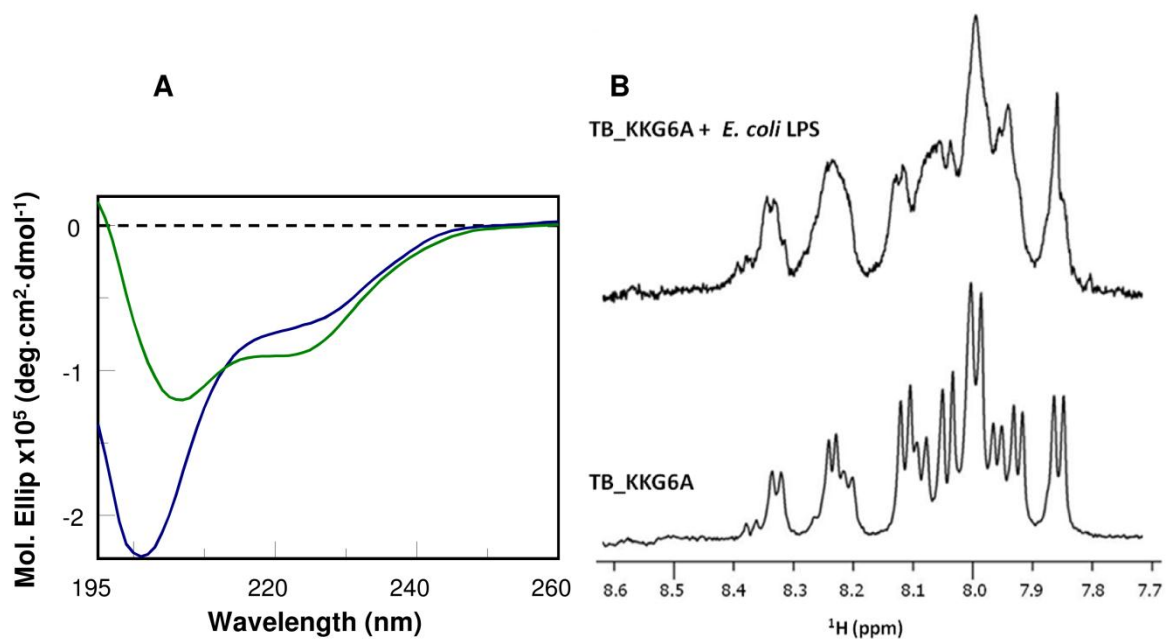 A
Mol. Ellip x10⁵ (deg·cm²·dmol⁻¹)
0
-1
-2
195
220
240
260
Wavelength (nm)
B
TB_KKG6A + E. coli LPS
TB_KKG6A
8.6 8.5 8.4 8.3 8.2 8.1 8.0 7.9 7.8 7.7
¹H (ppm)